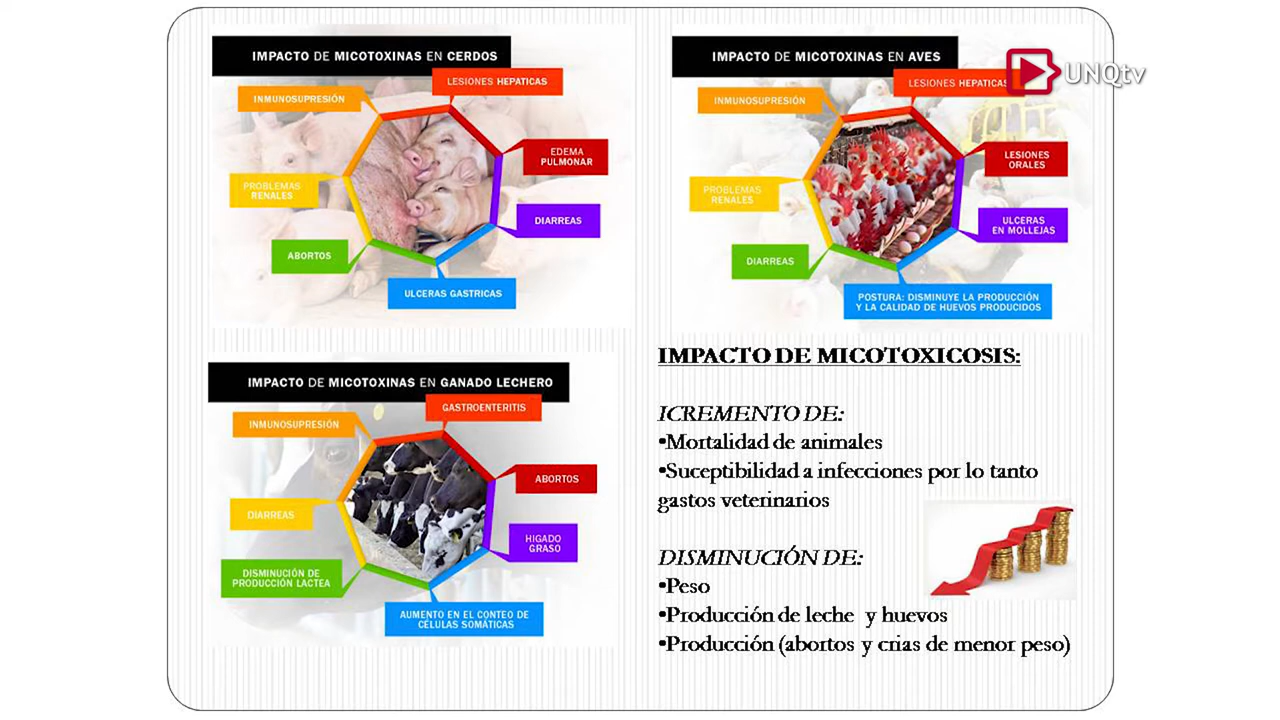 IMPACTO DE MICOTOXINAS EN CERDOS
LESIONES HEPATICAS
INMUNOSUPRESIÓN
EDEMA
PULMONAR
PROBLEMAS
RENALES
DIARREAS
ABORTOS
ULCERAS GASTRICAS
IMPACTO DE MICOTOXINAS EN AVES
UNQtv
LESIONES HEPATICAS
INMUNOSUPRESIÓN
LESIONES
ORALES
PROBLEMAS
RENALES
ULCERAS
EN MOLLEJAS
DIARREAS
POSTURA: DISMINUYE LA PRODUCCIÓN
Y LA CALIDAD DE HUEVOS PRODUCIDOS
IMPACTO DE MICOTOXINAS EN GANADO LECHERO
GASTROENTERITIS
INMUNOSUPRESIÓN
ABORTOS
DIARREAS
HIGADO
GRASO
DISMINUCIÓN DE
PRODUCCIÓN LACTEA
AUMENTO EN EL CONTEO DE
CÉLULAS SOMÁTICAS
IMPACTO DE MICOTOXICOSIS:
ICREMENTO DE:
•Mortalidad de animales
•Suceptibilidad a infecciones por lo tanto
gastos veterinarios
DISMINUCIÓN DE:
•Peso
•Producción de leche y huevos
•Producción (abortos y crias de menor peso)